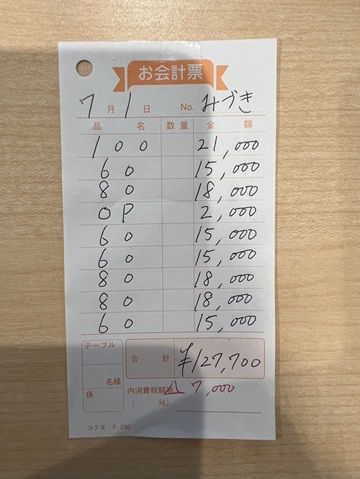 お会計票
7月1日 No. みづき
品名 数量 金額
100 21,000
60 15,000
80 18,000
OP 2,000
60 15,000
60 15,000
80 18,000
80 18,000
60 15,000
テーブル 合計 ¥127,700
名様
係 内消費税額等 △ 7,000
( %)
コクヨ テ-250